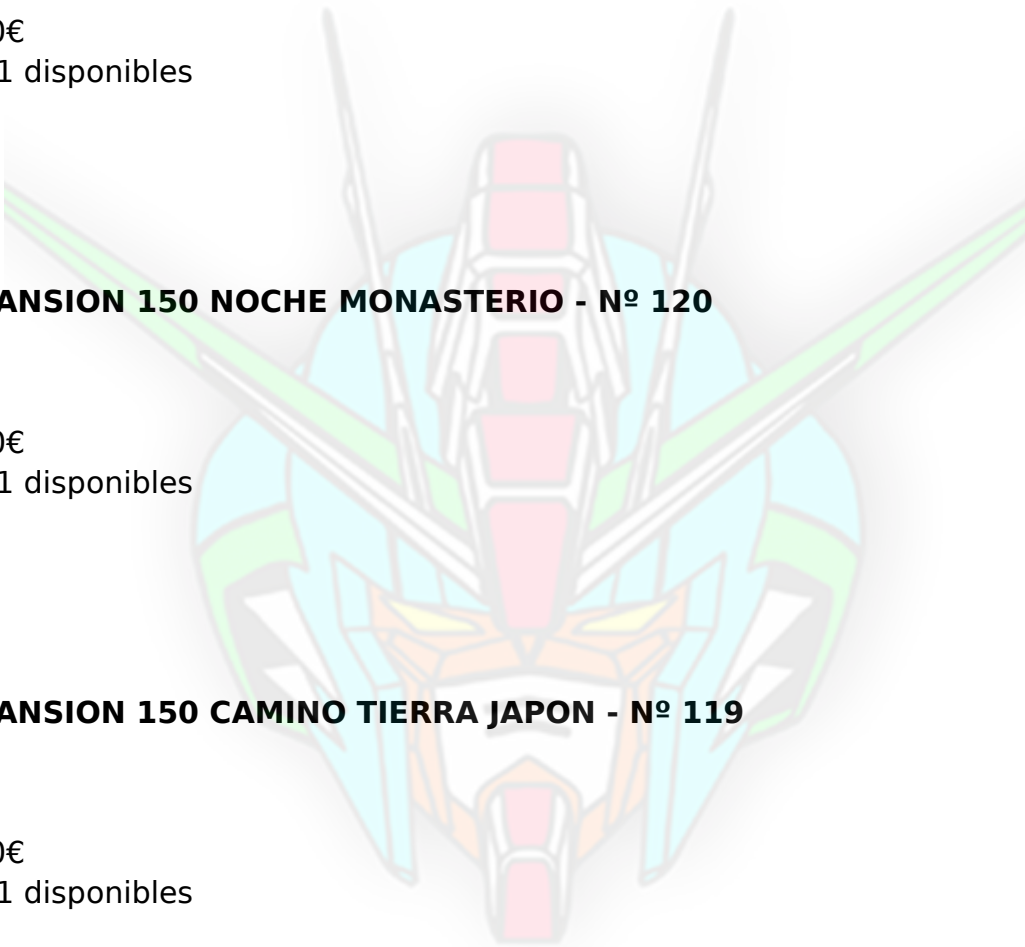 0€
1 disponibles
ANSION 150 NOCHE MONASTERIO - Nº 120
0€
1 disponibles
ANSION 150 CAMINO TIERRA JAPON - Nº 119
0€
1 disponibles